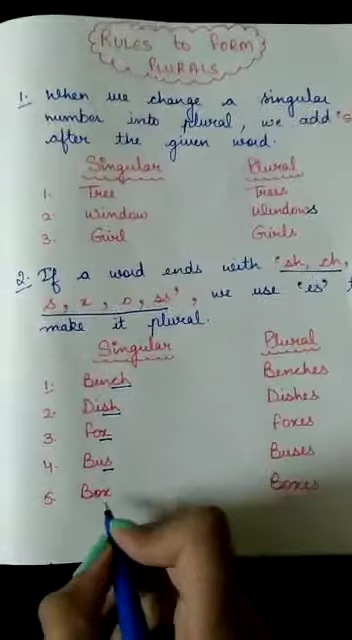 RULES to FORM
PLURALS
1. When we change a singular
number into plural, we add "s
after the given word.
Singular Plural
1. Tree Trees
2. Window Windows
3. Girl Girls
2. If a word ends with 'sh, ch,
s, x, o, ss', we use 'es' t
make it plural.
Singular Plural
1. Bench Benches
2. Dish Dishes
3. Fox Foxes
4. Bus Buses
5. Box Boxes